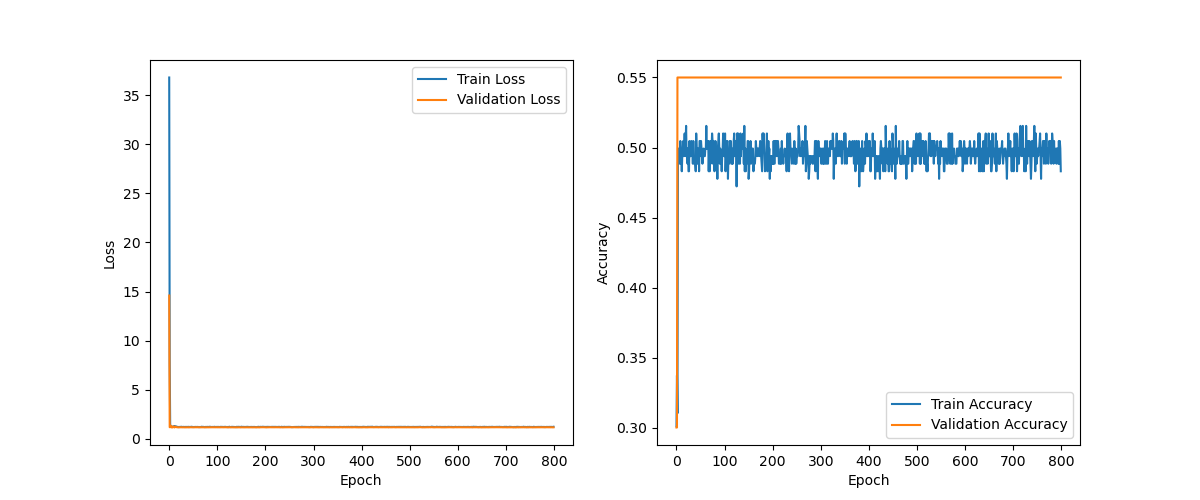 Train Loss
Validation Loss
35
30
25
20
15
10
5
0
Loss
0 100 200 300 400 500 600 700 800
Epoch
0.55
0.50
0.45
0.40
0.35
0.30
Accuracy
Train Accuracy
Validation Accuracy
0 100 200 300 400 500 600 700 800
Epoch